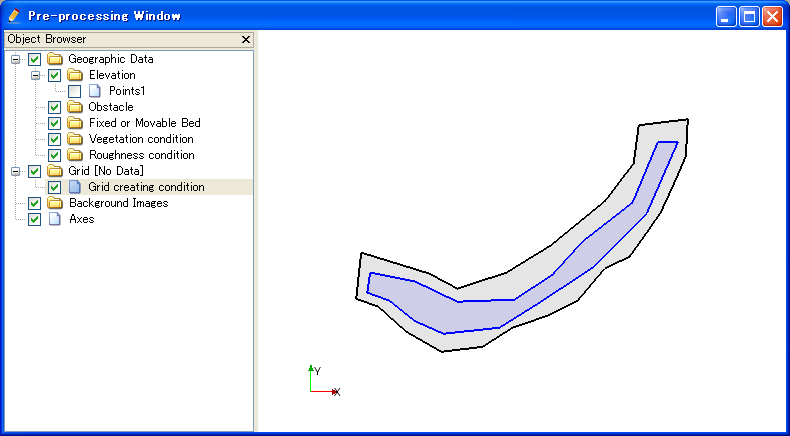 Pre-processing Window
Object Browser
Geographic Data
Elevation
Points1
Obstacle
Fixed or Movable Bed
Vegetation condition
Roughness condition
Grid [No Data]
Grid creating condition
Background Images
Axes
Y
X